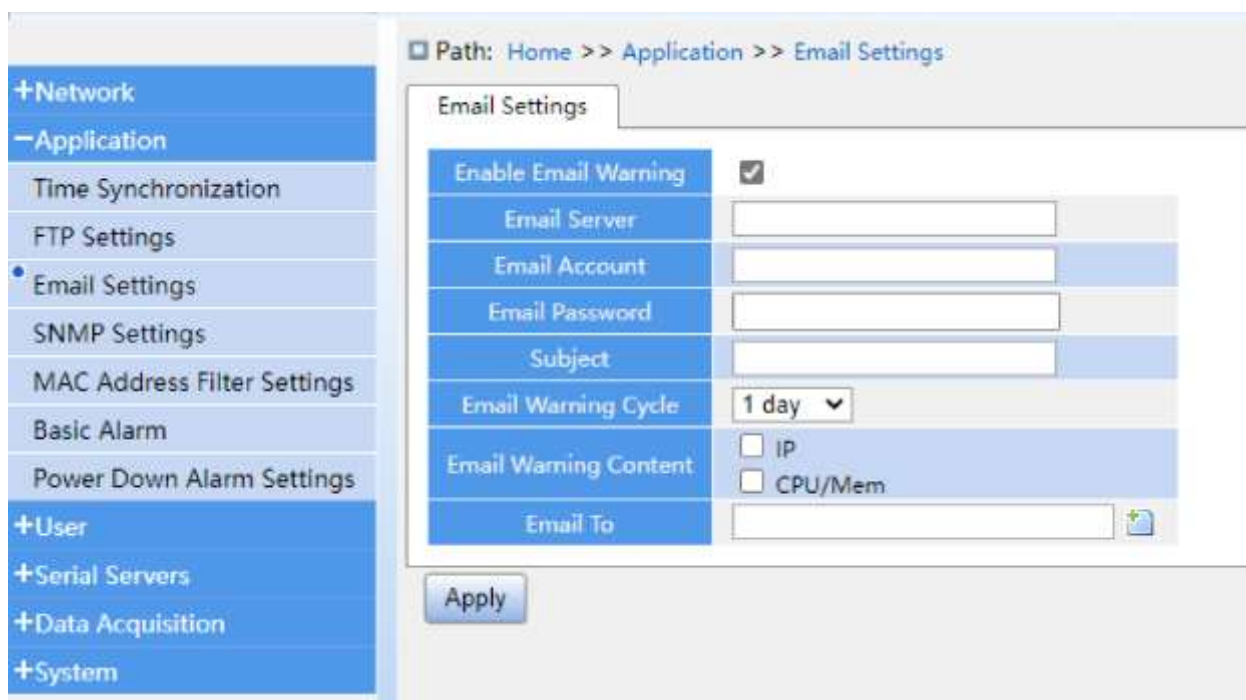 Path: Home >> Application >> Email Settings
+Network
−Application
Time Synchronization
FTP Settings
Email Settings
SNMP Settings
MAC Address Filter Settings
Basic Alarm
Power Down Alarm Settings
+User
+Serial Servers
+Data Acquisition
+System
Email Settings
Enable Email Warning
Email Server
Email Account
Email Password
Subject
Email Warning Cycle 1 day
Email Warning Content IP
CPU/Mem
Email To
Apply